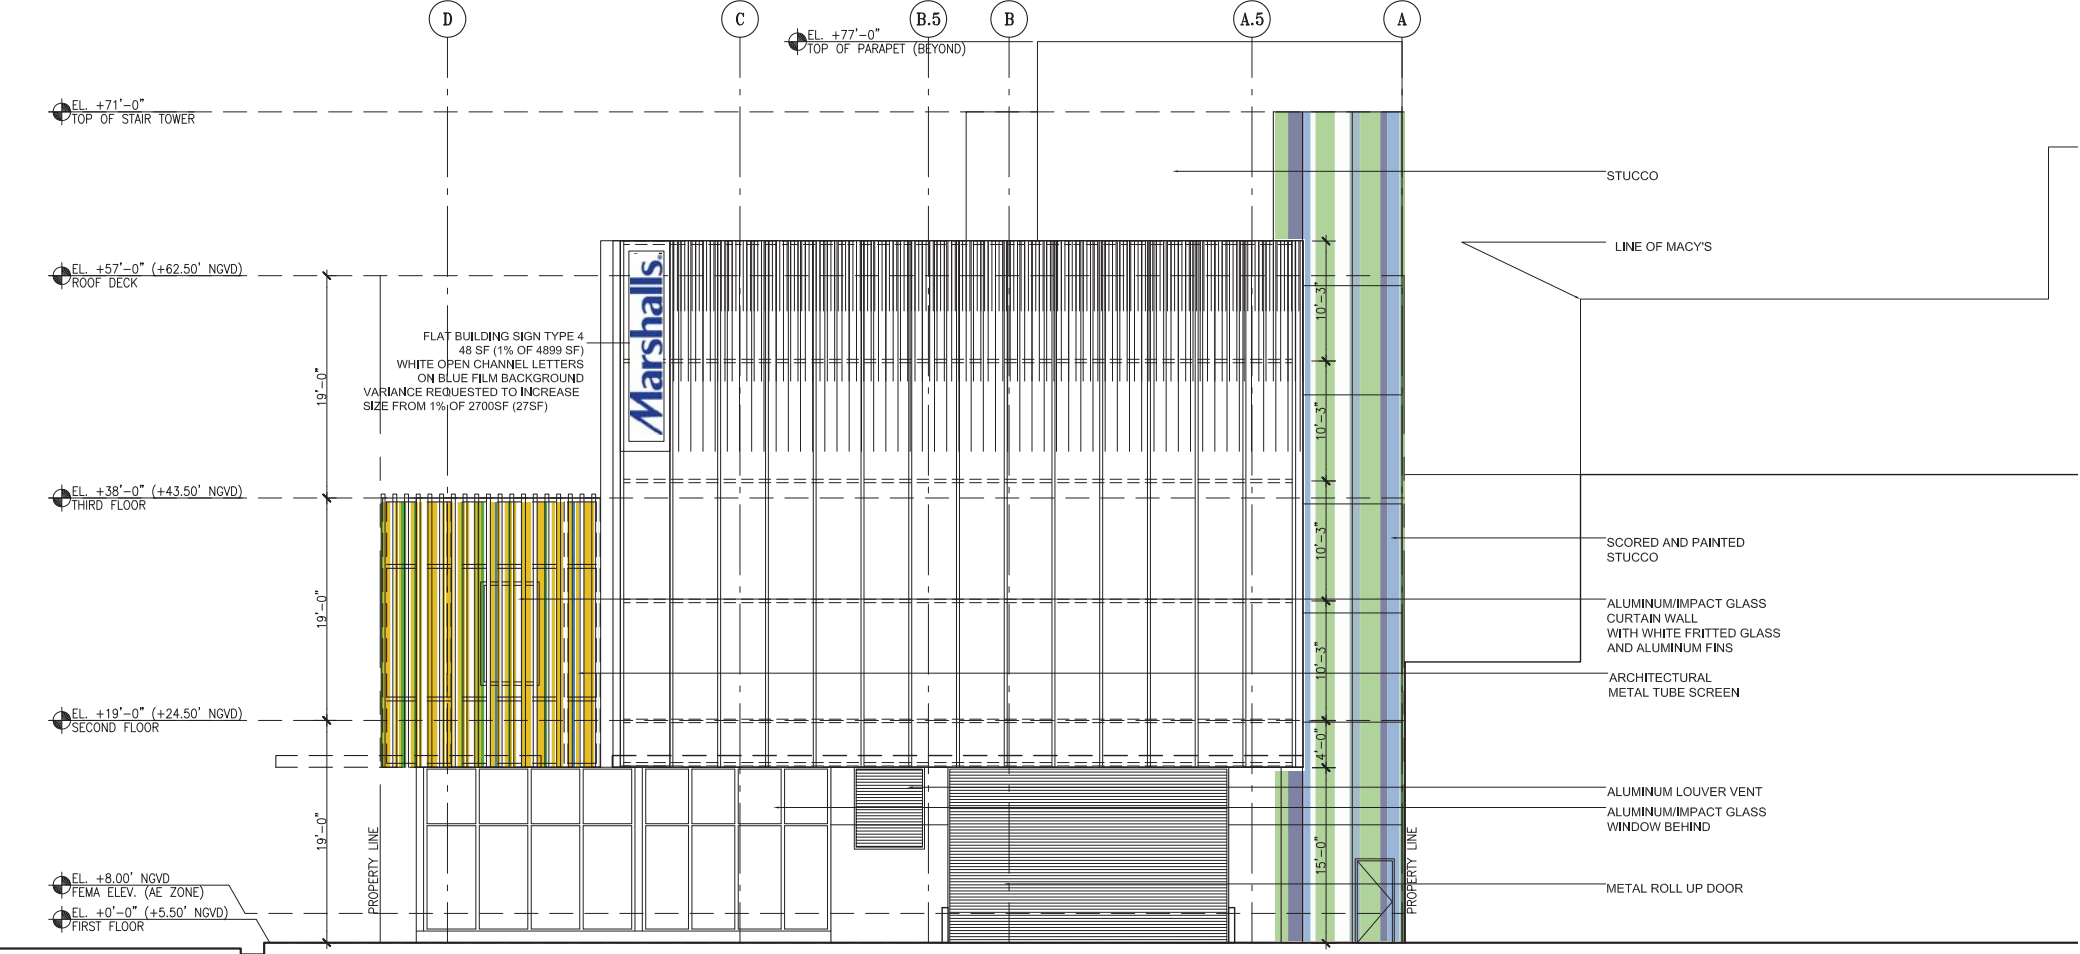 D
C
B.5
B
A.5
A
EL. +77'-0"
TOP OF PARAPET (BEYOND)
EL. +71'-0"
TOP OF STAIR TOWER
STUCCO
LINE OF MACY'S
EL. +57'-0" (+62.50' NGVD)
ROOF DECK
Marshalls.
FLAT BUILDING SIGN TYPE 4
48 SF (1% OF 4899 SF)
WHITE OPEN CHANNEL LETTERS
ON BLUE FILM BACKGROUND
VARIANCE REQUESTED TO INCREASE
SIZE FROM 1% OF 2700SF (27SF)
19'-0"
10'-3"
10'-3"
EL. +38'-0" (+43.50' NGVD)
THIRD FLOOR
SCORED AND PAINTED
STUCCO
10'-3"
19'-0"
ALUMINUM/IMPACT GLASS
CURTAIN WALL
WITH WHITE FRITTED GLASS
AND ALUMINUM FINS
10'-3"
ARCHITECTURAL
METAL TUBE SCREEN
EL. +19'-0" (+24.50' NGVD)
SECOND FLOOR
4'-0"
ALUMINUM LOUVER VENT
ALUMINUM/IMPACT GLASS
WINDOW BEHIND
19'-0"
15'-0"
PROPERTY LINE
PROPERTY LINE
METAL ROLL UP DOOR
EL. +8.00' NGVD
FEMA ELEV. (AE ZONE)
EL. +0'-0" (+5.50' NGVD)
FIRST FLOOR